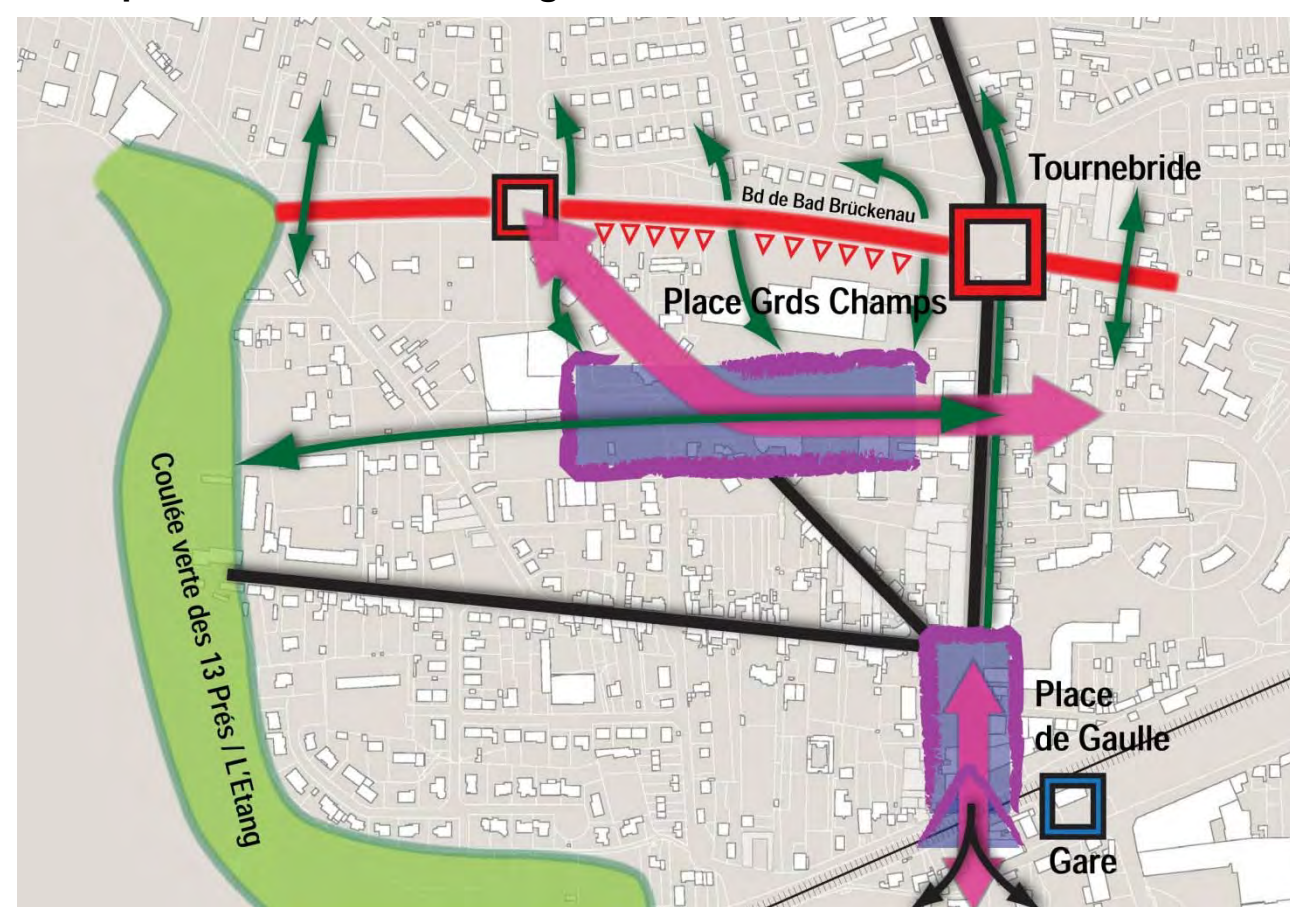 Tournebride
Bd de Bad Brückenau
Place Grds Champs
Coulée verte des 13 Prés / L'Etang
Place
de Gaulle
Gare